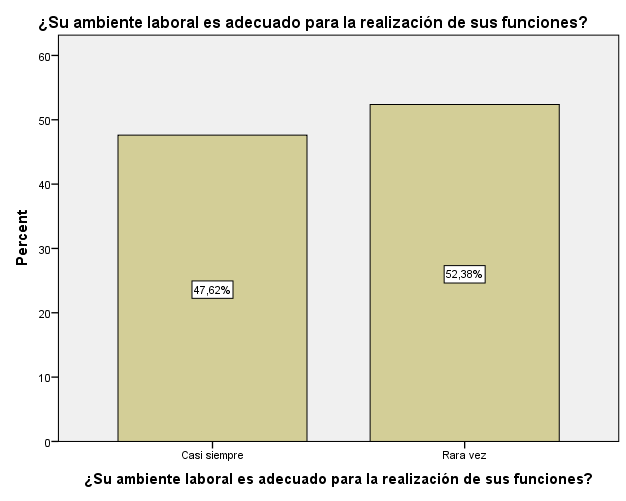 ¿Su ambiente laboral es adecuado para la realización de sus funciones?
Percent
60
50
40
30
20
10
0
47,62%
52,38%
Casi siempre
Rara vez
¿Su ambiente laboral es adecuado para la realización de sus funciones?